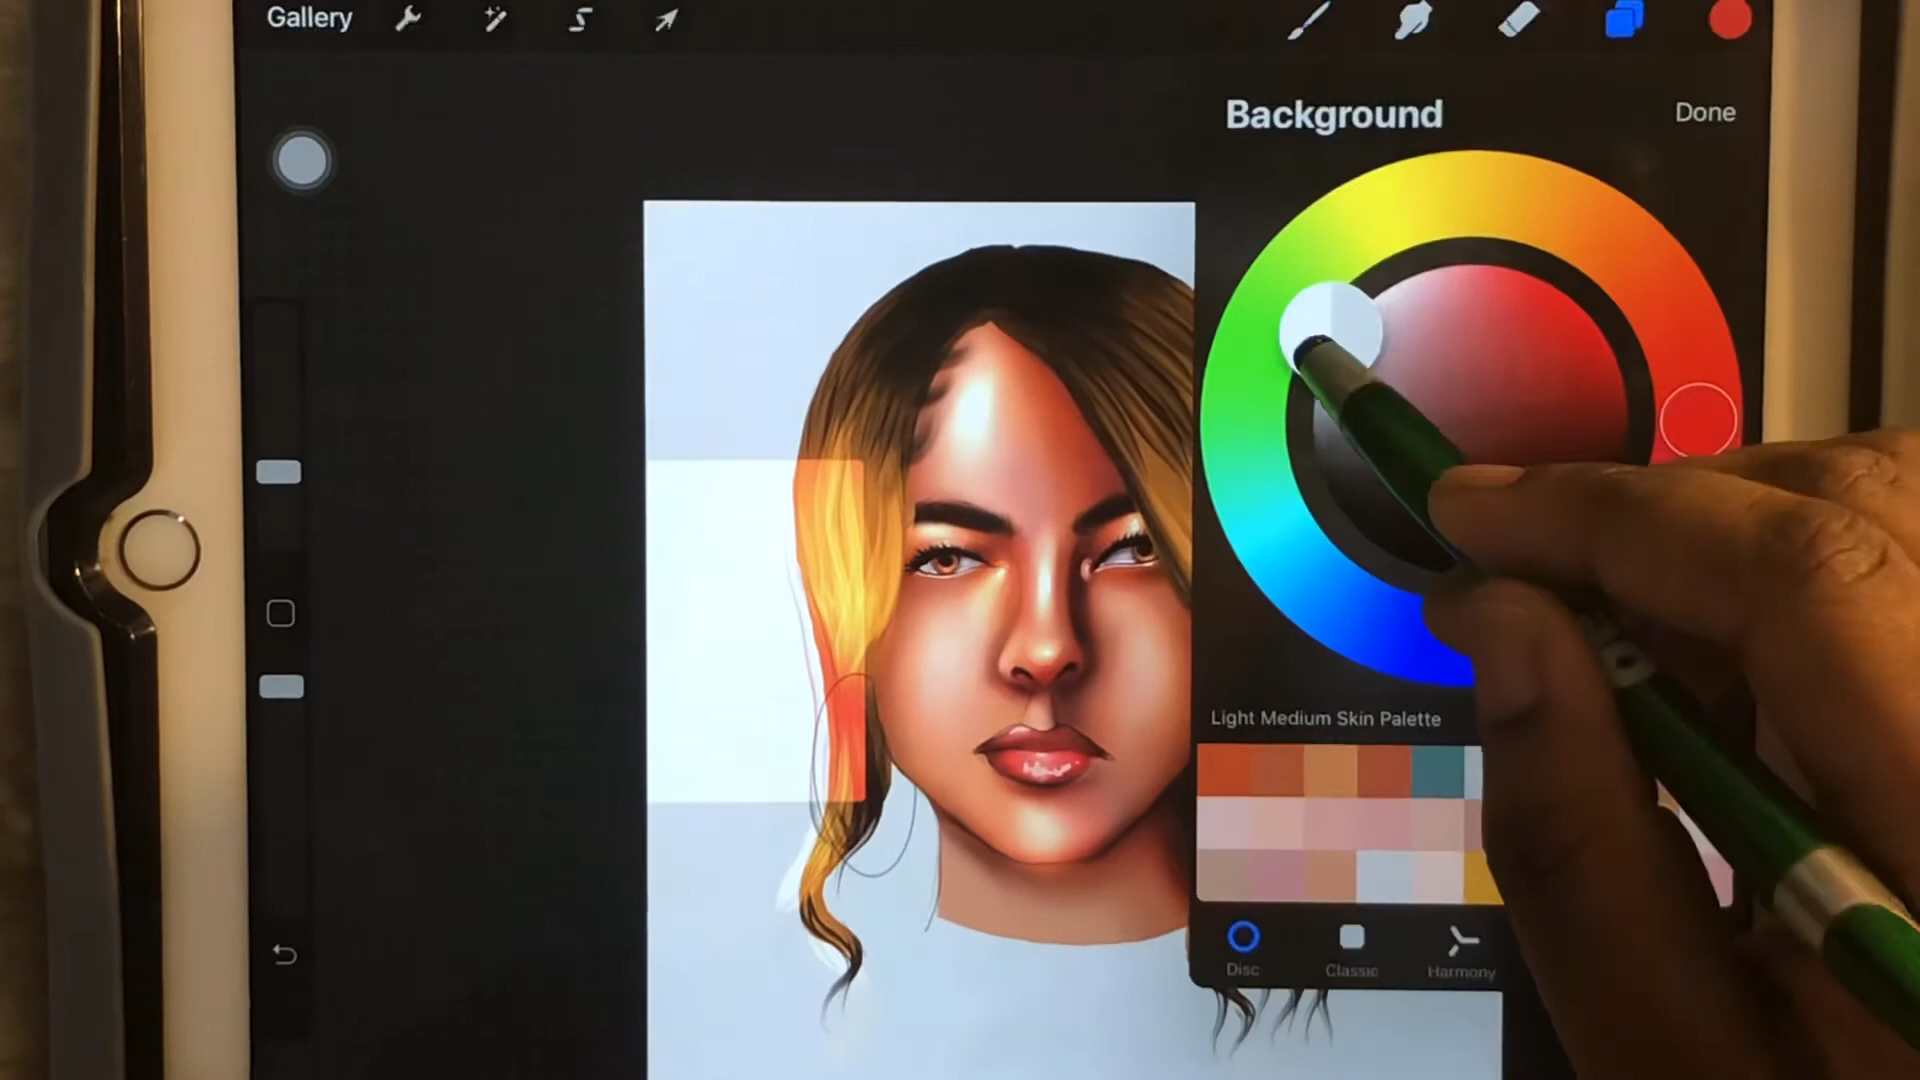 Gallery
Background
Done
Light Medium Skin Palette
Disc
Classic
Harmony